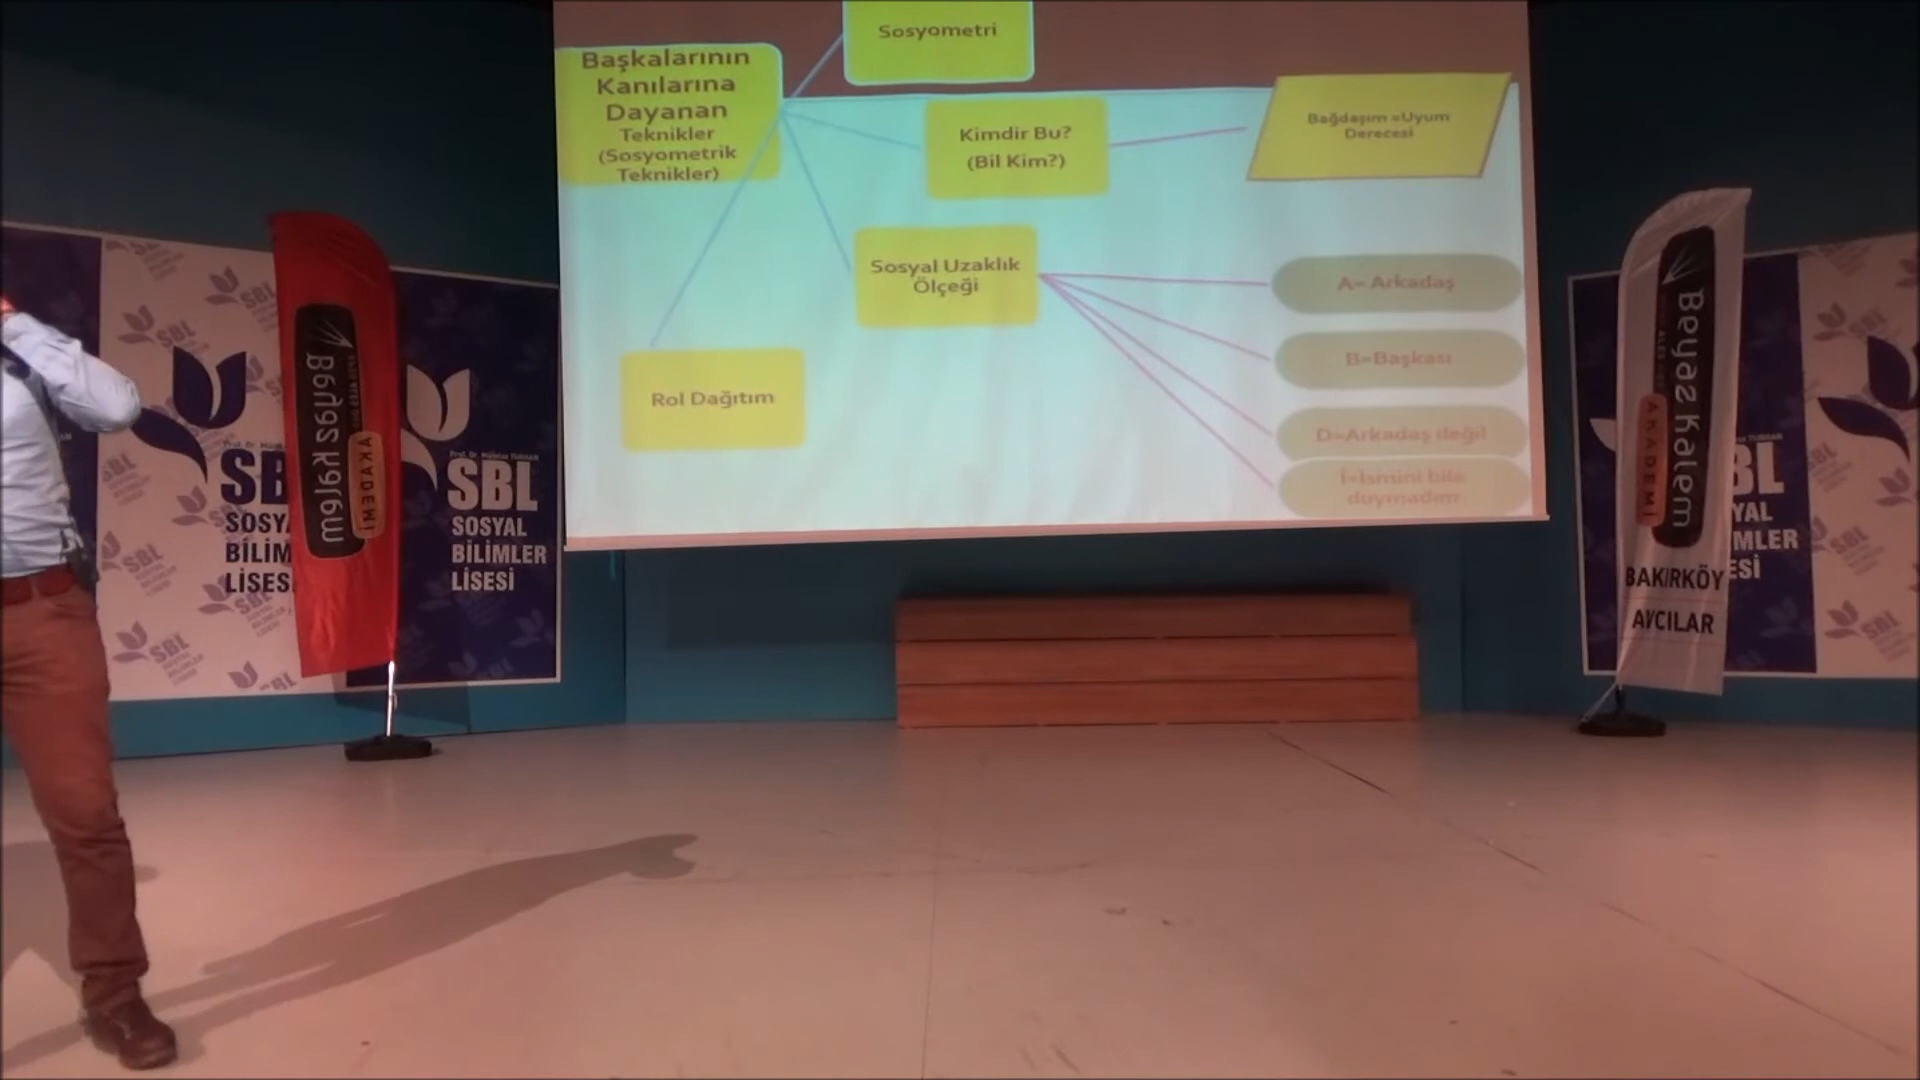 Sosyometri
Başkalarının
Kanılarına
Dayanan
Teknikler
(Sosyometrik
Teknikler)
Kimdir Bu?
(Bil Kim?)
Bağdaşım =Uyum
Derecesi
Sosyal Uzaklık
Ölçeği
A= Arkadaş
B=Başkası
D=Arkadaş değil
İ=İsmini bile
duymadım
Rol Dağıtım
SBL
SOSYAL
BİLİMLER
LİSESİ
Beyaz Kalem
AKADEMİ
SBL
SOSYAL
BİLİMLER
LİSESİ
Beyaz Kalem
AKADEMİ
BAKIRKÖY
AVCILAR